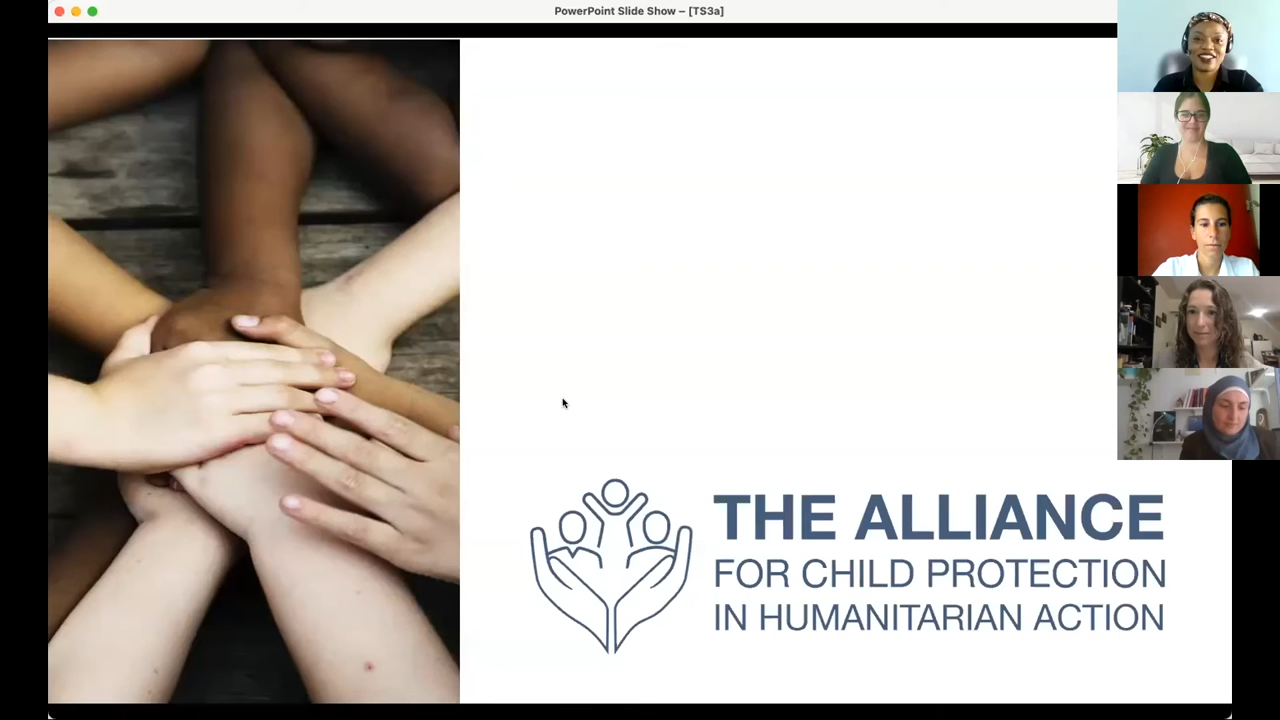 PowerPoint Slide Show – [TS3a]
THE ALLIANCE
FOR CHILD PROTECTION
IN HUMANITARIAN ACTION